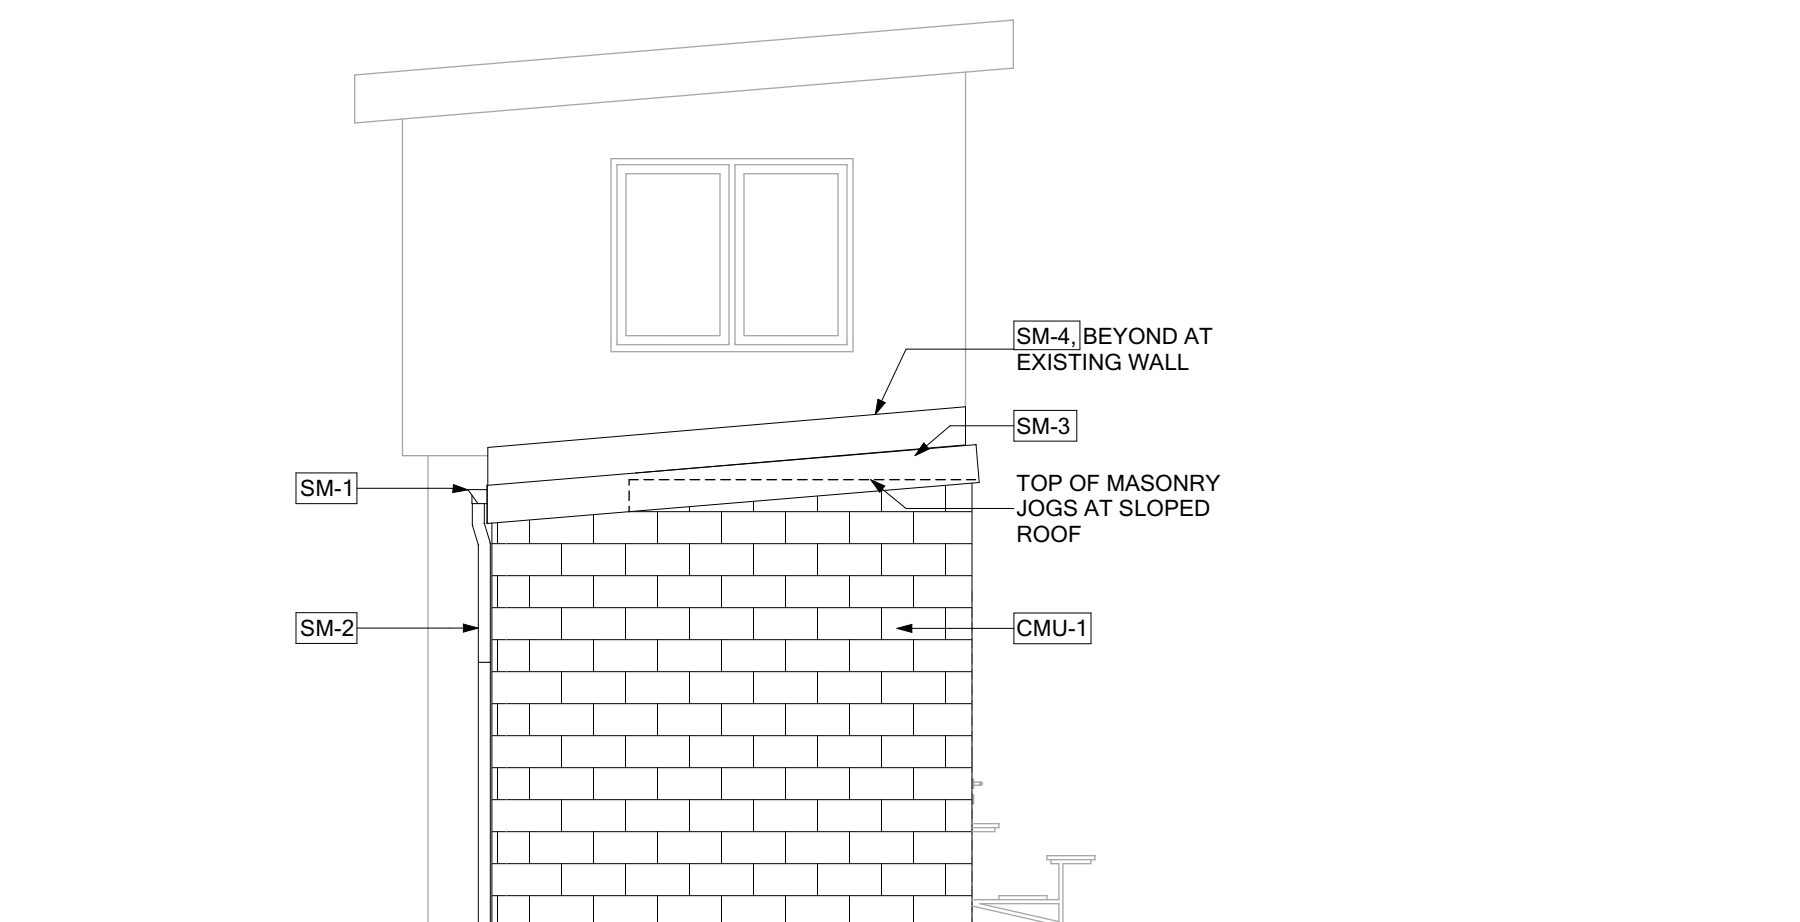 SM-4, BEYOND AT
EXISTING WALL
SM-3
SM-1
TOP OF MASONRY
JOGS AT SLOPED
ROOF
SM-2
CMU-1